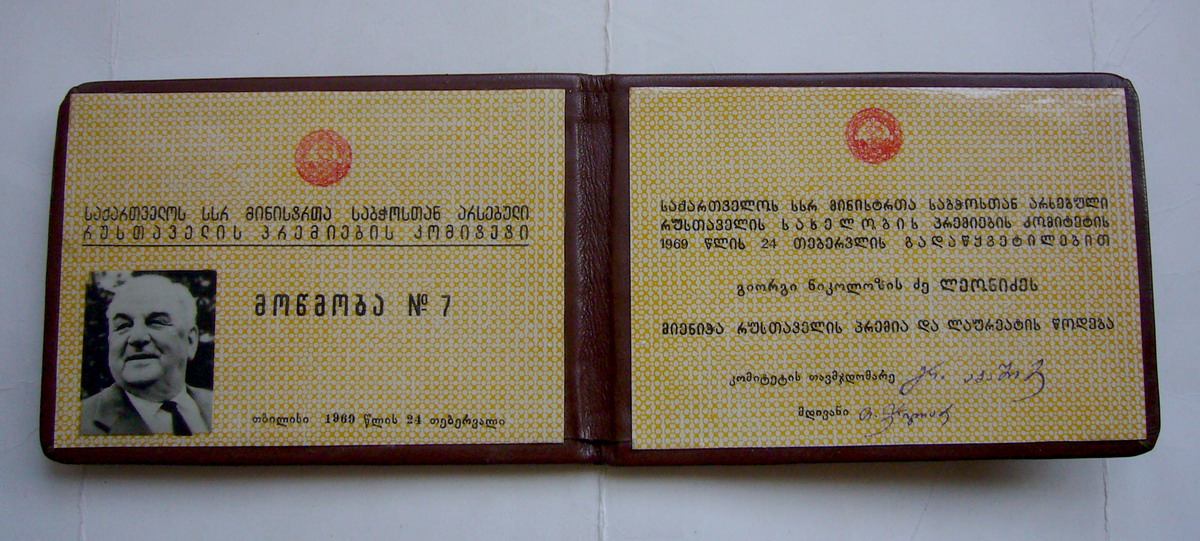 საქართველოს სსრ მინისტრთა საბჭოსთან არსებული
რუსთაველის პრემიების კომიტეტი
მოწმობა № 7
თბილისი 1969 წლის 24 თებერვალი
საქართველოს სსრ მინისტრთა საბჭოსთან არსებული
რუსთაველის სახელობის პრემიების კომიტეტის
1969 წლის 24 თებერვლის გადაწყვეტილებით
გიორგი ნიკოლოზის ძე ლეონიძეს
მიენიჭა რუსთაველის პრემია და ლაურეატის წოდება
კომიტეტის თავმჯდომარე
მდივანი